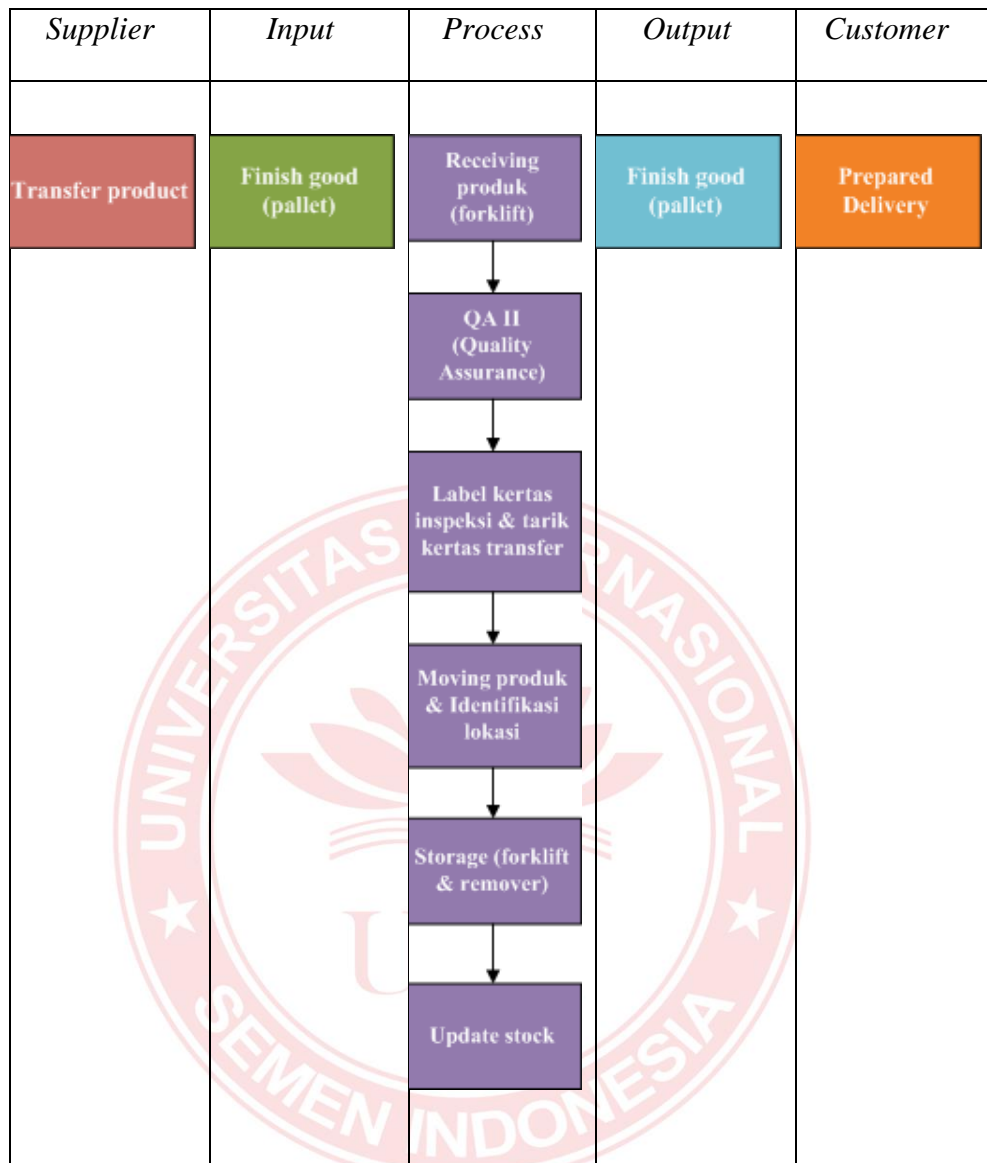 Supplier
Input
Process
Output
Customer
Transfer product
Finish good
(pallet)
Receiving
produk
(forklift)
Finish good
(pallet)
Prepared
Delivery
QA II
(Quality
Assurance)
Label kertas
inspeksi & tarik
kertas transfer
Moving produk
& Identifikasi
lokasi
Storage (forklift
& remover)
Update stock
UNIVERSITAS INTERNASIONAL
SEMEN INDONESIA